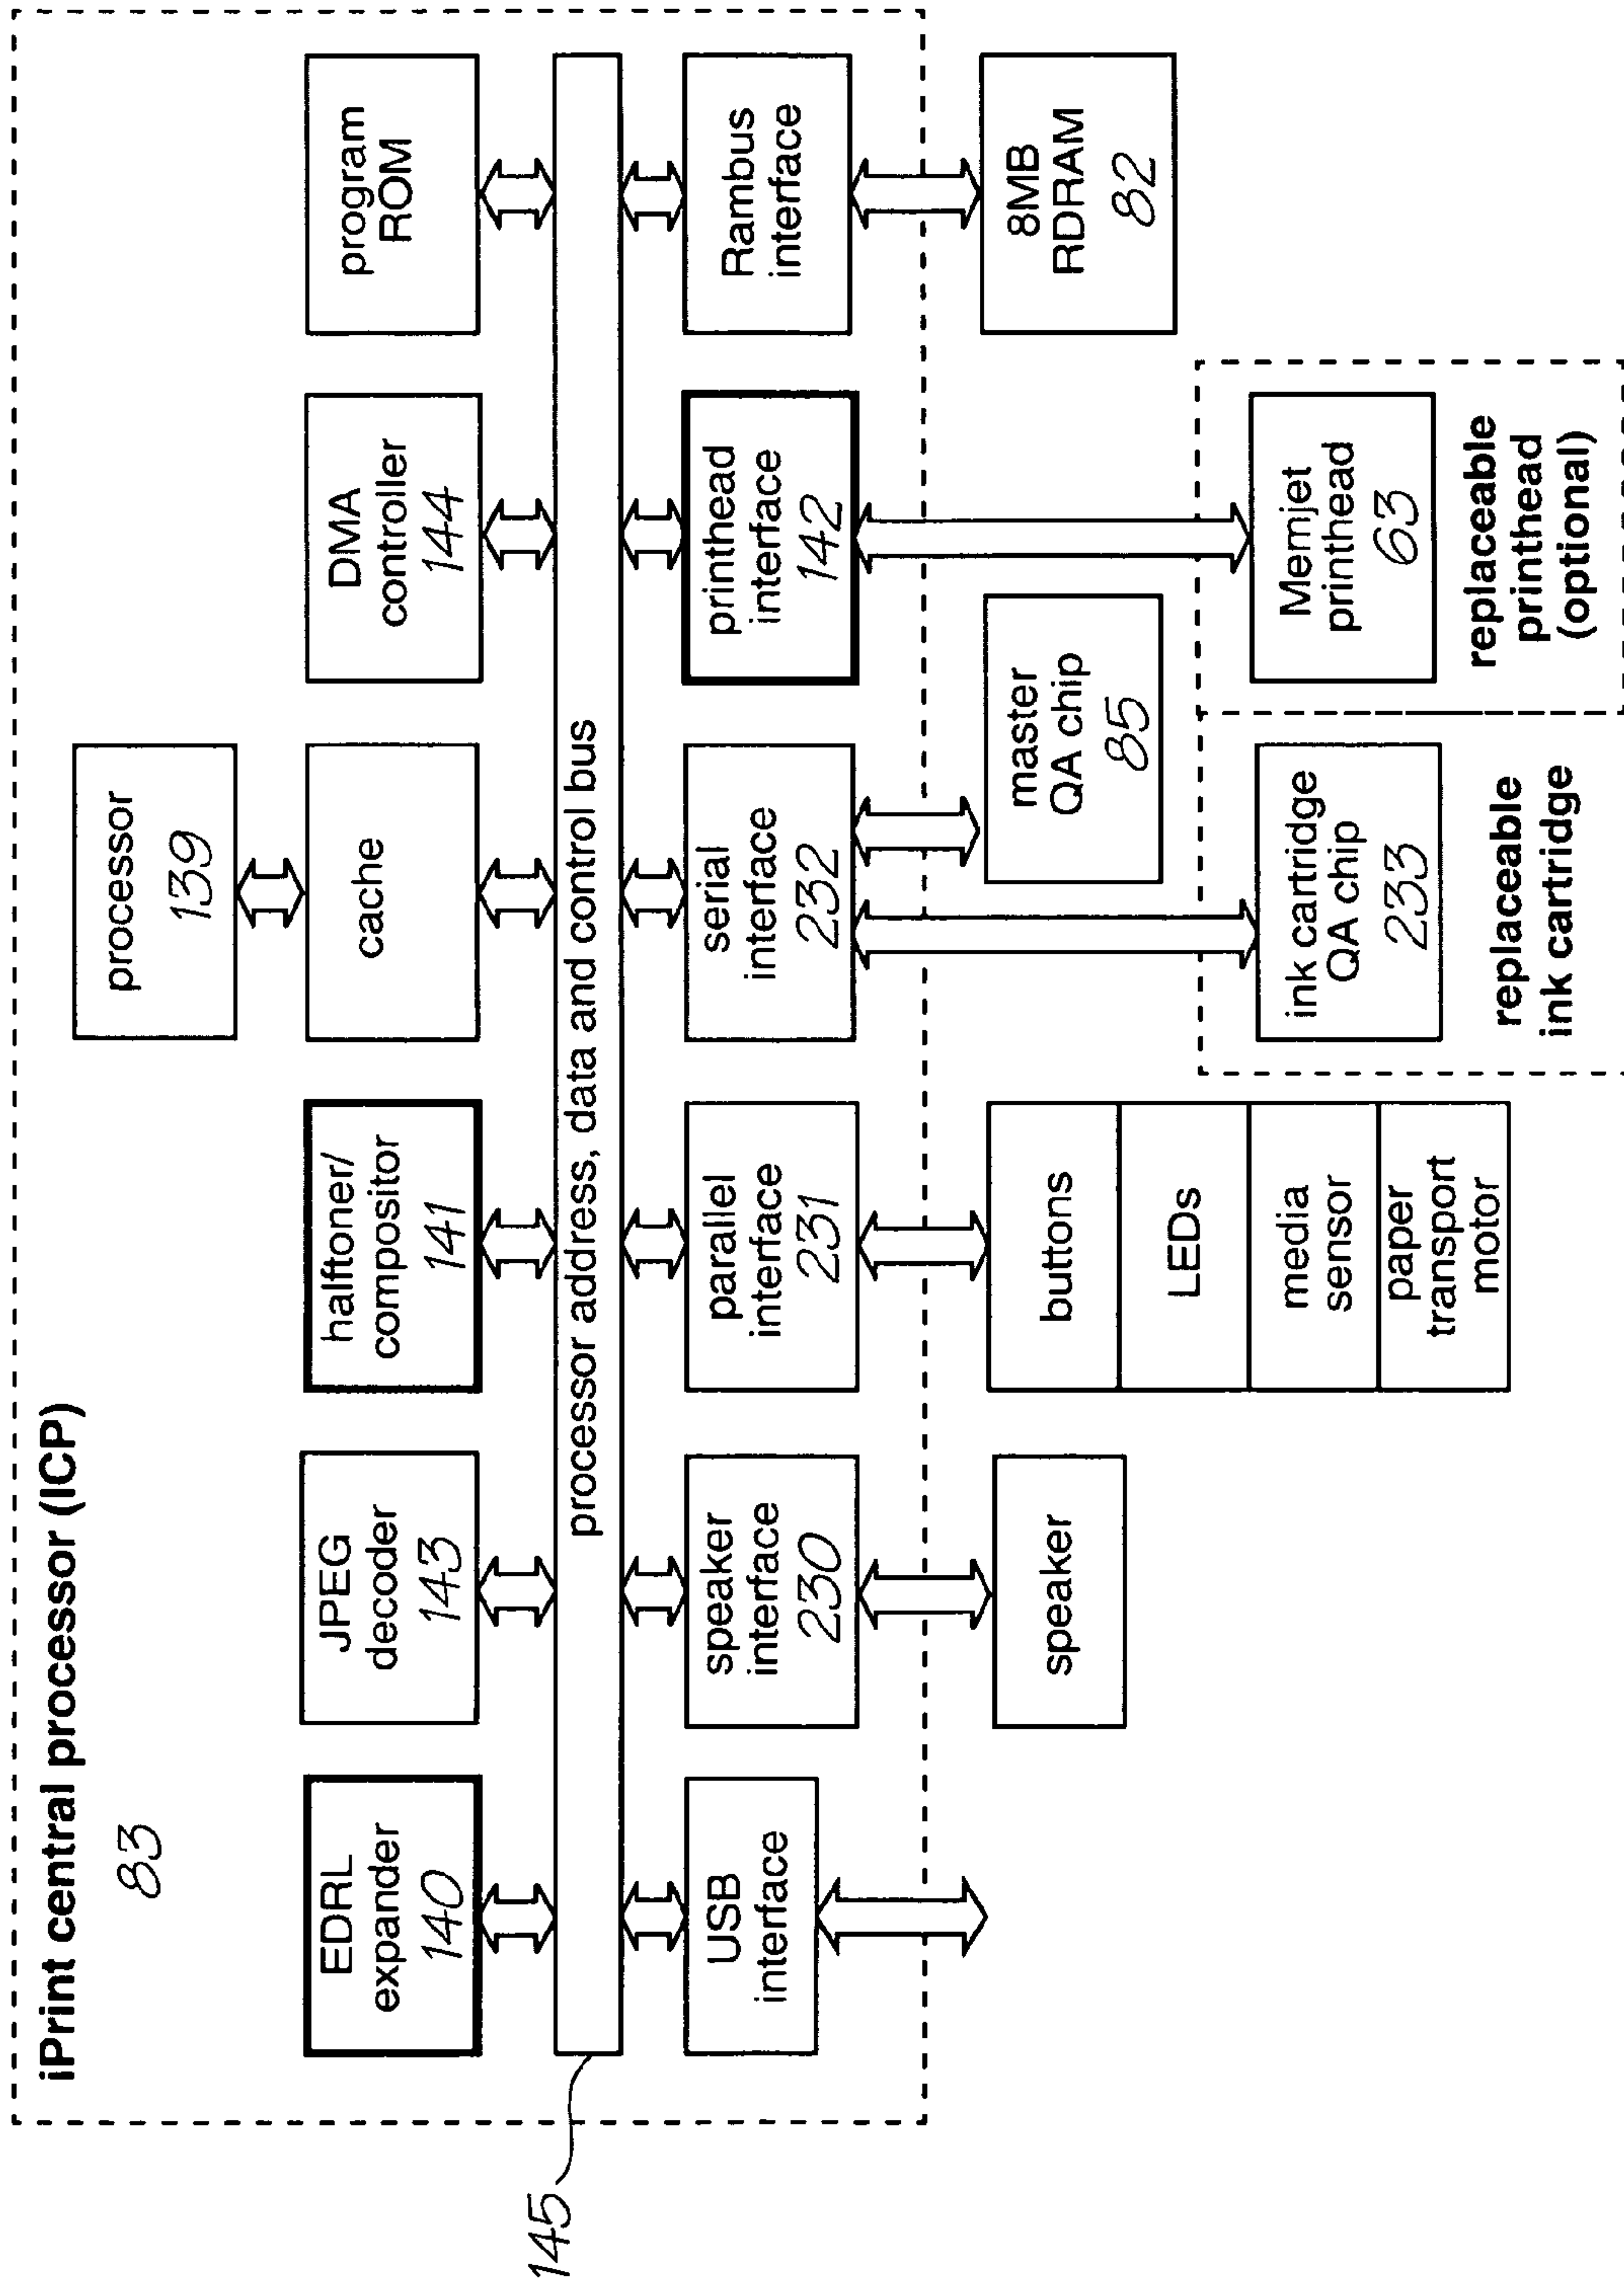 iPrint central processor (ICP)
83
processor
139
EDRL
expander
140
JPEG
decoder
143
halftoner/
compositor
141
cache
DMA
controller
144
program
ROM
145
processor address, data and control bus
USB
interface
speaker
interface
230
parallel
interface
231
serial
interface
232
printhead
interface
142
Rambus
interface
speaker
buttons
LEDs
media
sensor
paper
transport
motor
master
QA chip
85
8MB
RDRAM
82
ink cartridge
QA chip
233
replaceable
ink cartridge
Memjet
printhead
63
replaceable
printhead
(optional)